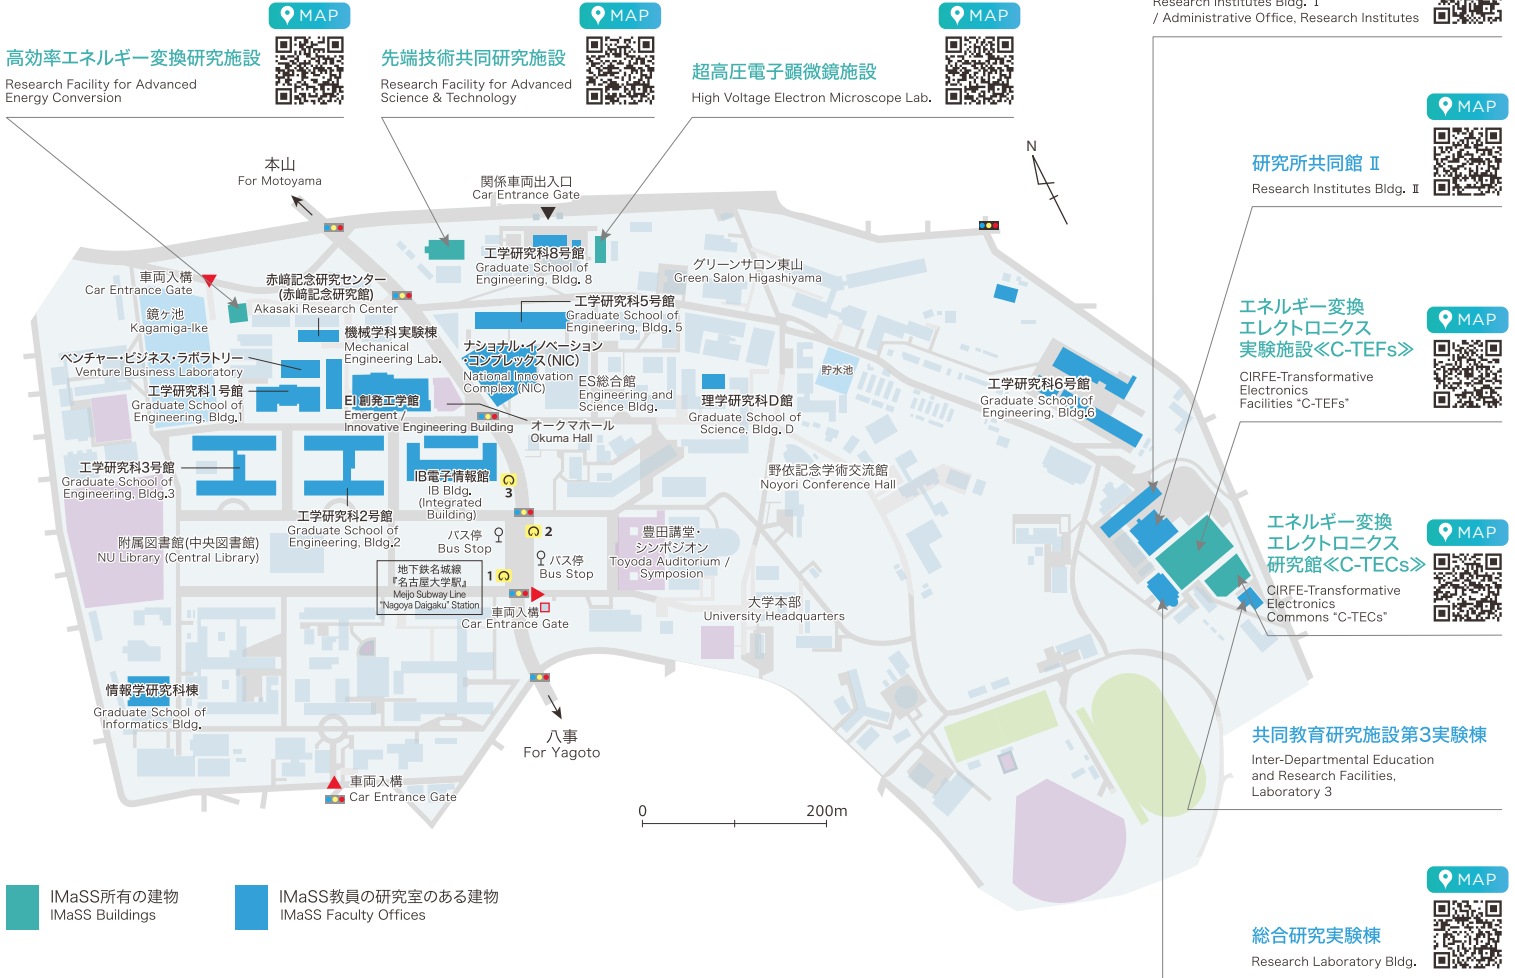 MAP
MAP
MAP
Research Institutes Bldg. Ⅰ
/ Administrative Office, Research Institutes
高効率エネルギー変換研究施設
Research Facility for Advanced
Energy Conversion
先端技術共同研究施設
Research Facility for Advanced
Science & Technology
超高圧電子顕微鏡施設
High Voltage Electron Microscope Lab.
MAP
研究所共同館 Ⅱ
Research Institutes Bldg. Ⅱ
本山
For Motoyama
関係車両出入口
Car Entrance Gate
N
車両入構
Car Entrance Gate
鏡ヶ池
Kagamiga-Ike
赤﨑記念研究センター
(赤﨑記念研究館)
Akasaki Research Center
工学研究科8号館
Graduate School of
Engineering, Bldg. 8
グリーンサロン東山
Green Salon Higashiyama
工学研究科5号館
Graduate School of
Engineering, Bldg. 5
機械学科実験棟
Mechanical
Engineering Lab.
ナショナル・イノベーション
・コンプレックス(NIC)
National Innovation
Complex (NIC)
ベンチャー・ビジネス・ラボラトリー
Venture Business Laboratory
工学研究科1号館
Graduate School of
Engineering, Bldg.1
EI 創発工学館
Emergent /
Innovative Engineering Building
ES総合館
Engineering and
Science Bldg.
オークマホール
Okuma Hall
貯水池
理学研究科D館
Graduate School of
Science, Bldg. D
工学研究科6号館
Graduate School of
Engineering, Bldg.6
MAP
エネルギー変換
エレクトロニクス
実験施設≪C-TEFs≫
CIRFE-Transformative
Electronics
Facilities “C-TEFs”
工学研究科3号館
Graduate School of
Engineering, Bldg.3
工学研究科2号館
Graduate School of
Engineering, Bldg.2
IB電子情報館
IB Bldg.
(Integrated
Building)
3
2
1
バス停
Bus Stop
バス停
Bus Stop
野依記念学術交流館
Noyori Conference Hall
附属図書館(中央図書館)
NU Library (Central Library)
豊田講堂・
シンポジオン
Toyoda Auditorium /
Symposion
地下鉄名城線
『名古屋大学駅』
Meijo Subway Line
“Nagoya Daigaku” Station
車両入構
Car Entrance Gate
大学本部
University Headquarters
MAP
エネルギー変換
エレクトロニクス
研究館≪C-TECs≫
CIRFE-Transformative
Electronics
Commons “C-TECs”
情報学研究科棟
Graduate School of
Informatics Bldg.
八事
For Yagoto
車両入構
Car Entrance Gate
共同教育研究施設第3実験棟
Inter-Departmental Education
and Research Facilities,
Laboratory 3
0 200m
IMaSS所有の建物
IMaSS Buildings
IMaSS教員の研究室のある建物
IMaSS Faculty Offices
MAP
総合研究実験棟
Research Laboratory Bldg.